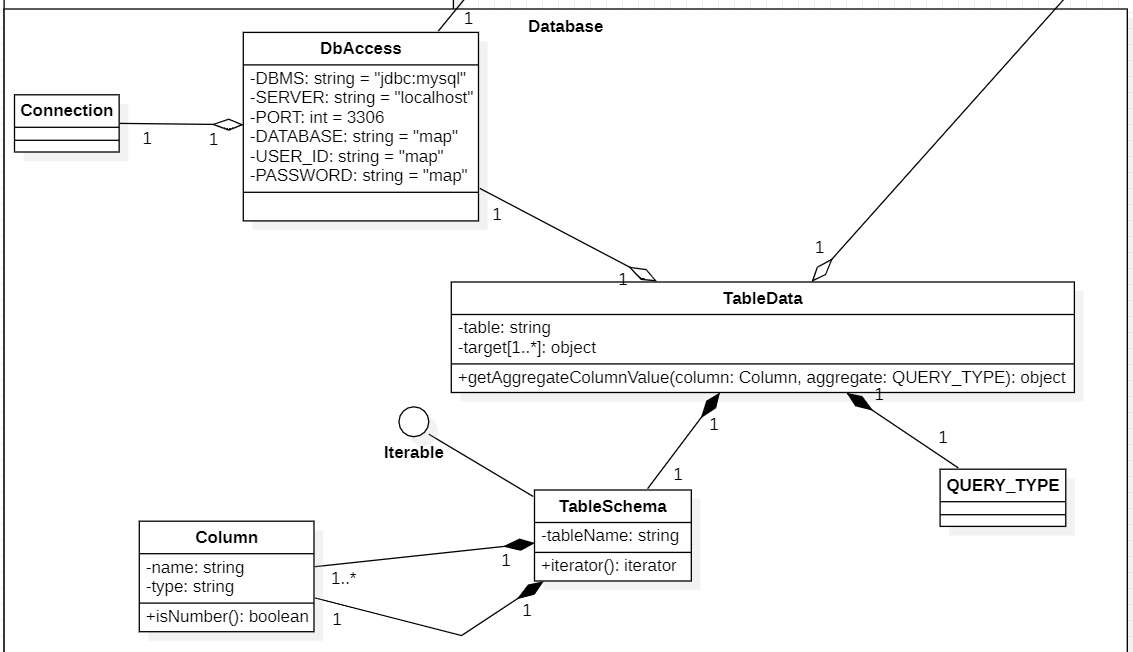 1
Database
DbAccess
-DBMS: string = "jdbc:mysql"
-SERVER: string = "localhost"
-PORT: int = 3306
-DATABASE: string = "map"
-USER_ID: string = "map"
-PASSWORD: string = "map"
Connection
1
1
1
1
1
TableData
-table: string
-target[1..*]: object
+getAggregateColumnValue(column: Column, aggregate: QUERY_TYPE): object
1
1
1
1
Iterable
QUERY_TYPE
TableSchema
-tableName: string
+iterator(): iterator
Column
-name: string
-type: string
+isNumber(): boolean
1..*
1
1
1